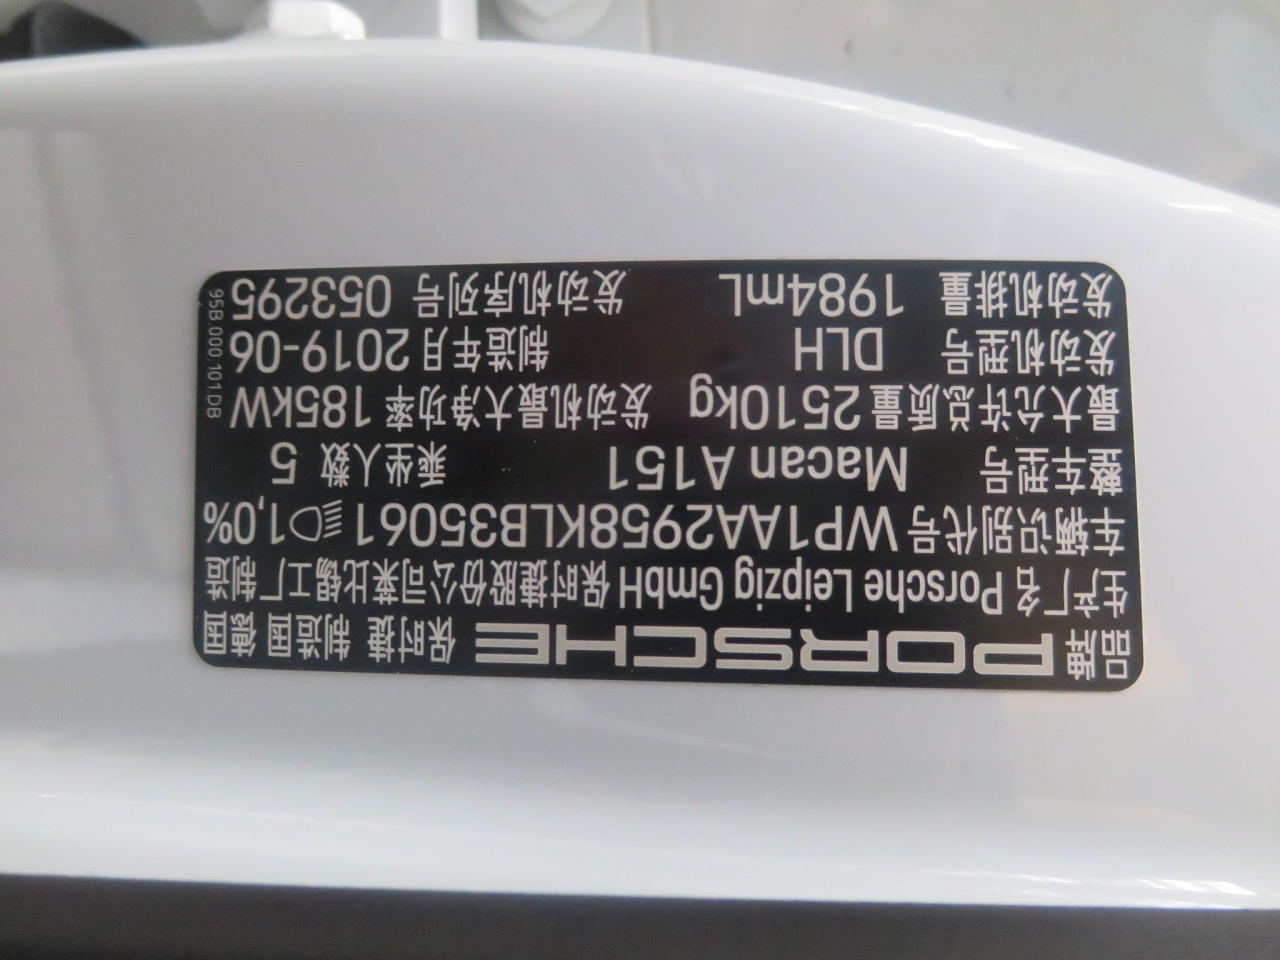 品牌 PORSCHE 保时捷 制造国 德国
生产厂名 Porsche Leipzig GmbH 保时捷股份公司莱比锡工厂制造
车辆识别代号 WP1AA2958KLB35061 1,0%
整车型号 Macan A151 乘坐人数 5
最大允许总质量 2510kg 发动机最大净功率 185kW
发动机型号 DLH 制造年月 2019-06
发动机排量 1984mL 发动机序列号 053295
95B.000.101.DB